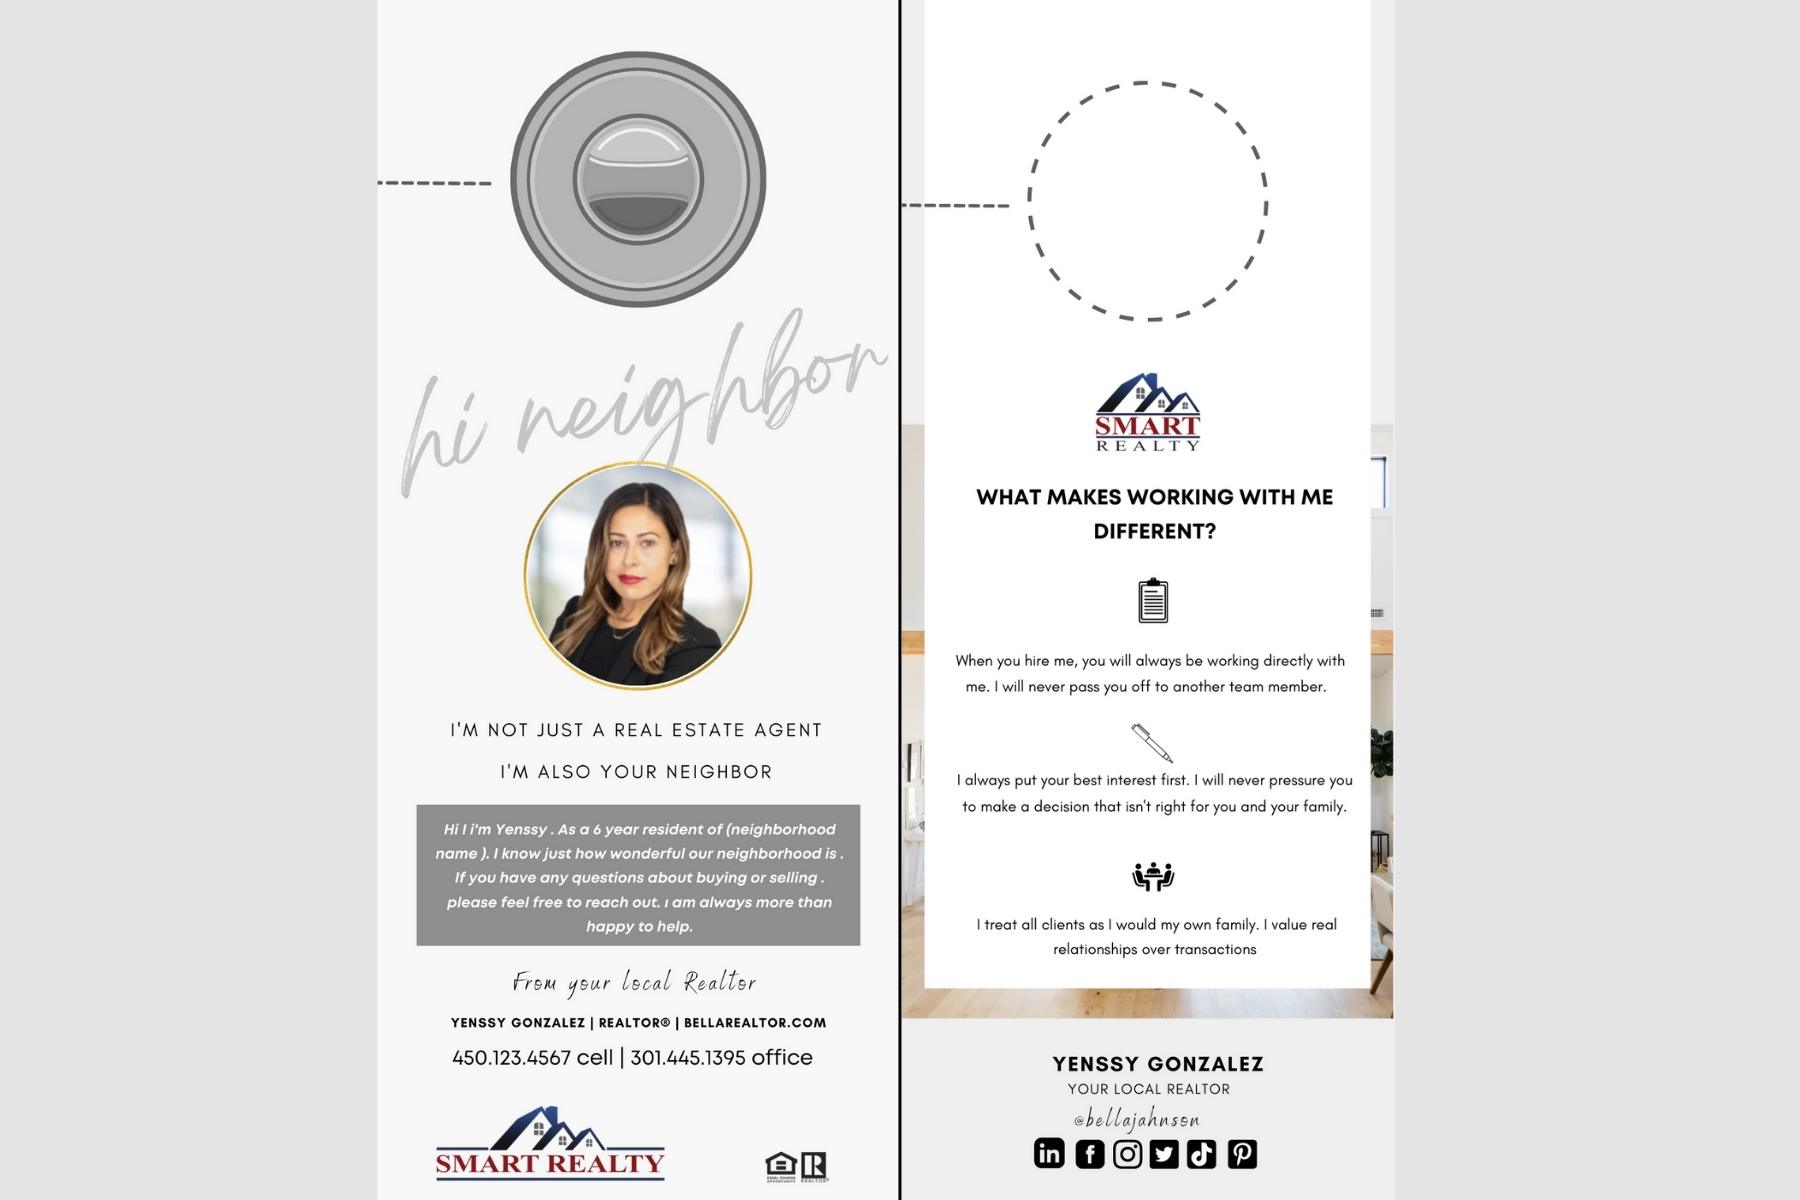 hi neighbor
I'M NOT JUST A REAL ESTATE AGENT
I'M ALSO YOUR NEIGHBOR
Hi I i'm Yenssy . As a 6 year resident of (neighborhood
name ). I know just how wonderful our neighborhood is .
If you have any questions about buying or selling .
please feel free to reach out. ı am always more than
happy to help.
From your local Realtor
YENSSY GONZALEZ | REALTOR® | BELLAREALTOR.COM
450.123.4567 cell | 301.445.1395 office
SMART REALTY
EQUAL HOUSING
OPPORTUNITY
REALTOR®
SMART
REALTY
WHAT MAKES WORKING WITH ME
DIFFERENT?
When you hire me, you will always be working directly with
me. I will never pass you off to another team member.
I always put your best interest first. I will never pressure you
to make a decision that isn't right for you and your family.
I treat all clients as I would my own family. I value real
relationships over transactions
YENSSY GONZALEZ
YOUR LOCAL REALTOR
@bellajahnson